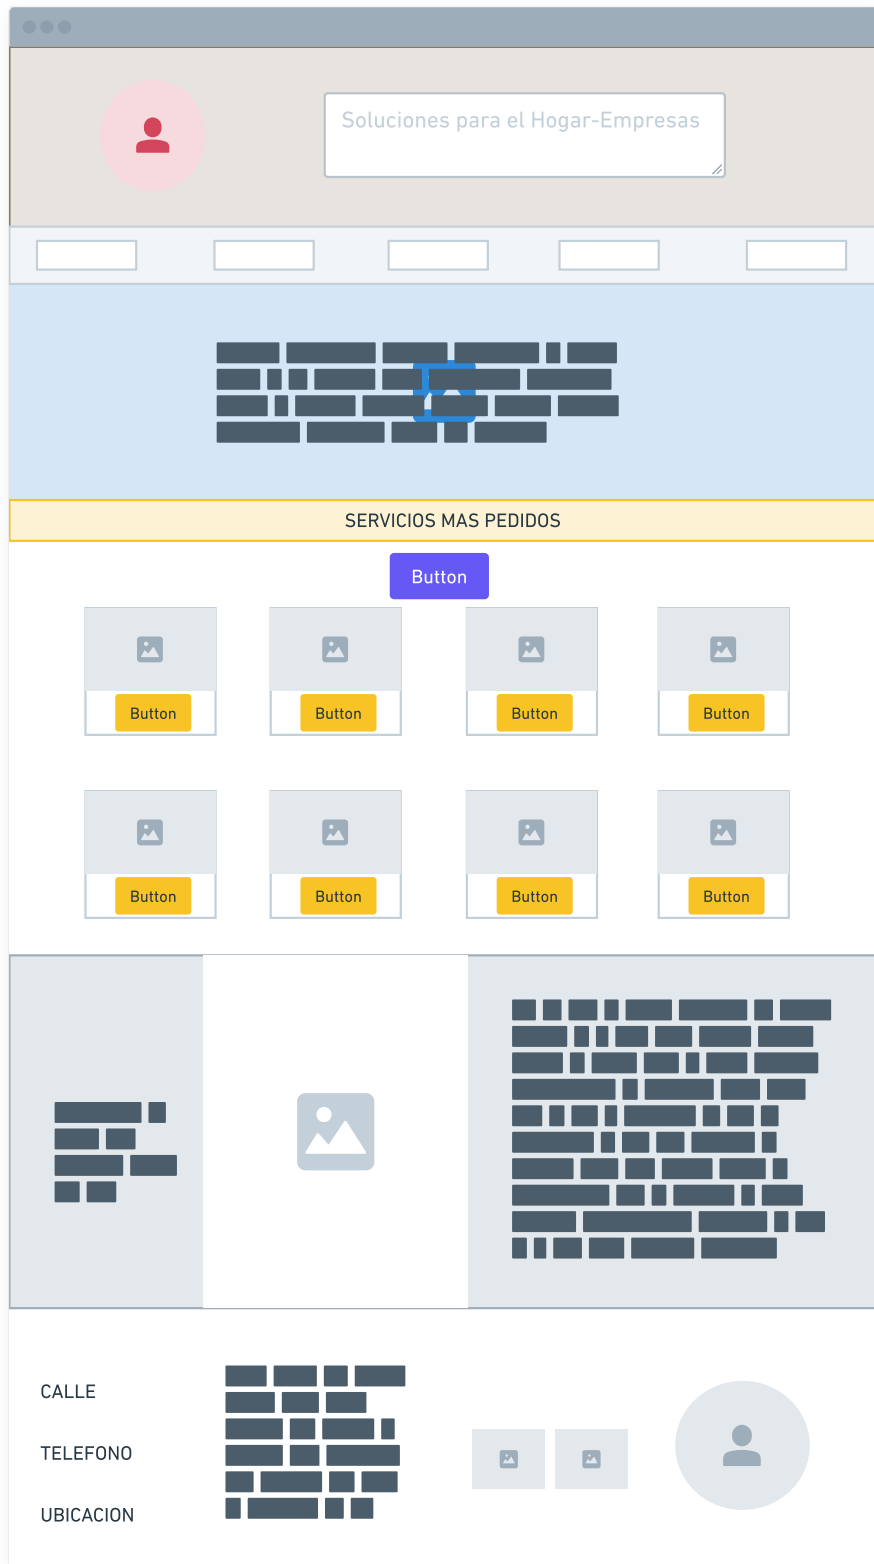 Soluciones para el Hogar-Empresas
SERVICIOS MAS PEDIDOS
Button
Button
Button
Button
Button
Button
Button
Button
Button
CALLE
TELEFONO
UBICACION